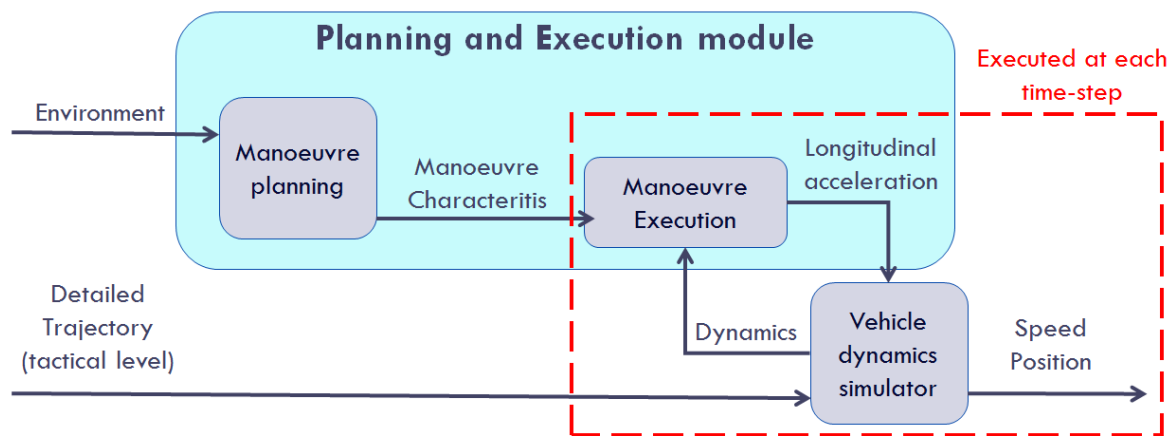 Planning and Execution module
Executed at each
time-step
Environment
Manoeuvre
planning
Manoeuvre
Characteritis
Manoeuvre
Execution
Longitudinal
acceleration
Detailed
Trajectory
(tactical level)
Dynamics
Vehicle
dynamics
simulator
Speed
Position